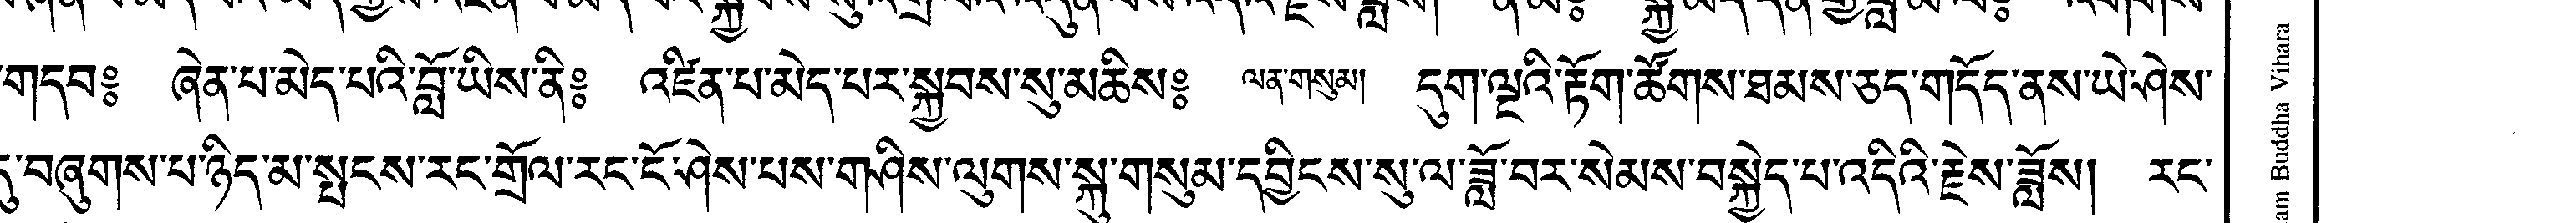 གདབ༔ ཞེན་པ་མེད་པའི་བློ་ཡིས་ནི༔ འཛིན་པ་མེད་པར་སྐྱབས་སུ་མཆིས༔ ལན་གསུམ། དུག་ལྔའི་རྟོག་ཚོགས་ཐམས་ཅད་གདོད་ནས་ཡེ་ཤེས་
དུ་བཞུགས་པ་ཉིད་མ་སྤངས་རང་གྲོལ་རང་ངོ་ཤེས་པས་གཤིས་ལུགས་སྐུ་གསུམ་དབྱིངས་སུ་ལ་ཟློ་བར་སེམས་བསྐྱེད་པ་འདིའི་རྗེས་ཟློས། རང་
am Buddha Vihara